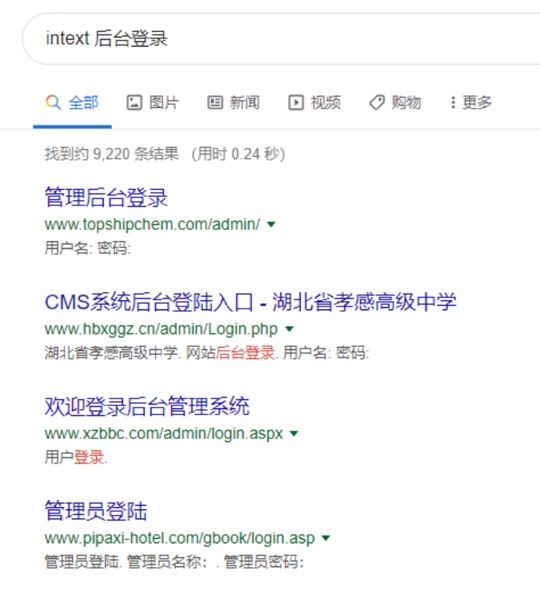 intext 后台登录
全部 图片 新闻 视频 购物 更多
找到约 9,220 条结果 （用时 0.24 秒）
管理后台登录
www.topshipchem.com/admin/
用户名: 密码:
CMS系统后台登陆入口 - 湖北省孝感高级中学
www.hbxggz.cn/admin/Login.php
湖北省孝感高级中学. 网站后台登录. 用户名: 密码:
欢迎登录后台管理系统
www.xzbbc.com/admin/login.aspx
用户登录.
管理员登陆
www.pipaxi-hotel.com/gbook/login.asp
管理员登陆. 管理员名称: . 管理员密码: